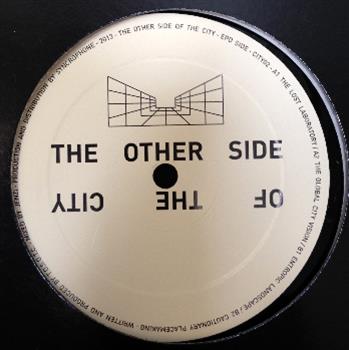 THE OTHER SIDE
OF THE CITY
PRODUCTION AND DISTRIBUTION BY SYNCROPHONE - 2013 - THE OTHER SIDE OF THE CITY - EPD SIDE - CITY02 - A1 THE LOST LABORATORY / A2 THE GLOBAL CITY VISION / B1 ENTROPIC LANDSCAPE / B2 CAUTIONARY PLACEMAKING - WRITTEN AND PRODUCED BY